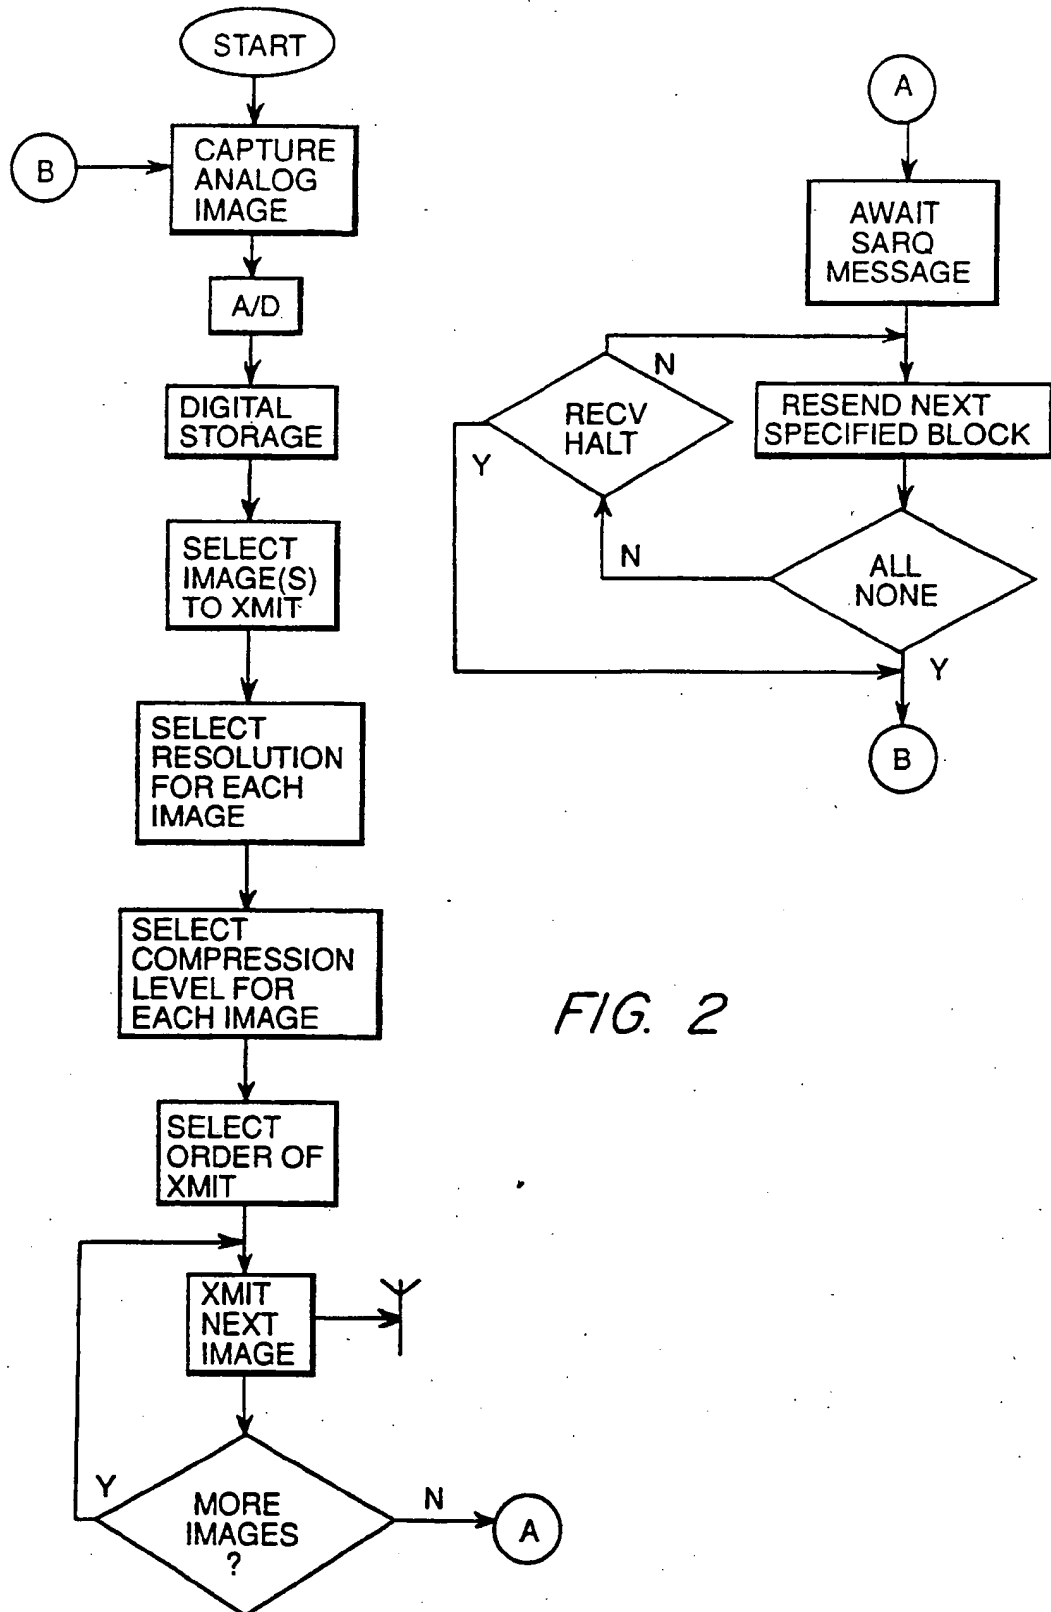 START
B
CAPTURE
ANALOG
IMAGE
A/D
DIGITAL
STORAGE
SELECT
IMAGE(S)
TO XMIT
SELECT
RESOLUTION
FOR EACH
IMAGE
SELECT
COMPRESSION
LEVEL FOR
EACH IMAGE
SELECT
ORDER OF
XMIT
XMIT
NEXT
IMAGE
Y
MORE
IMAGES
?
N
A
A
AWAIT
SARQ
MESSAGE
N
RECV
HALT
Y
RESEND NEXT
SPECIFIED BLOCK
N
ALL
NONE
Y
B
FIG. 2